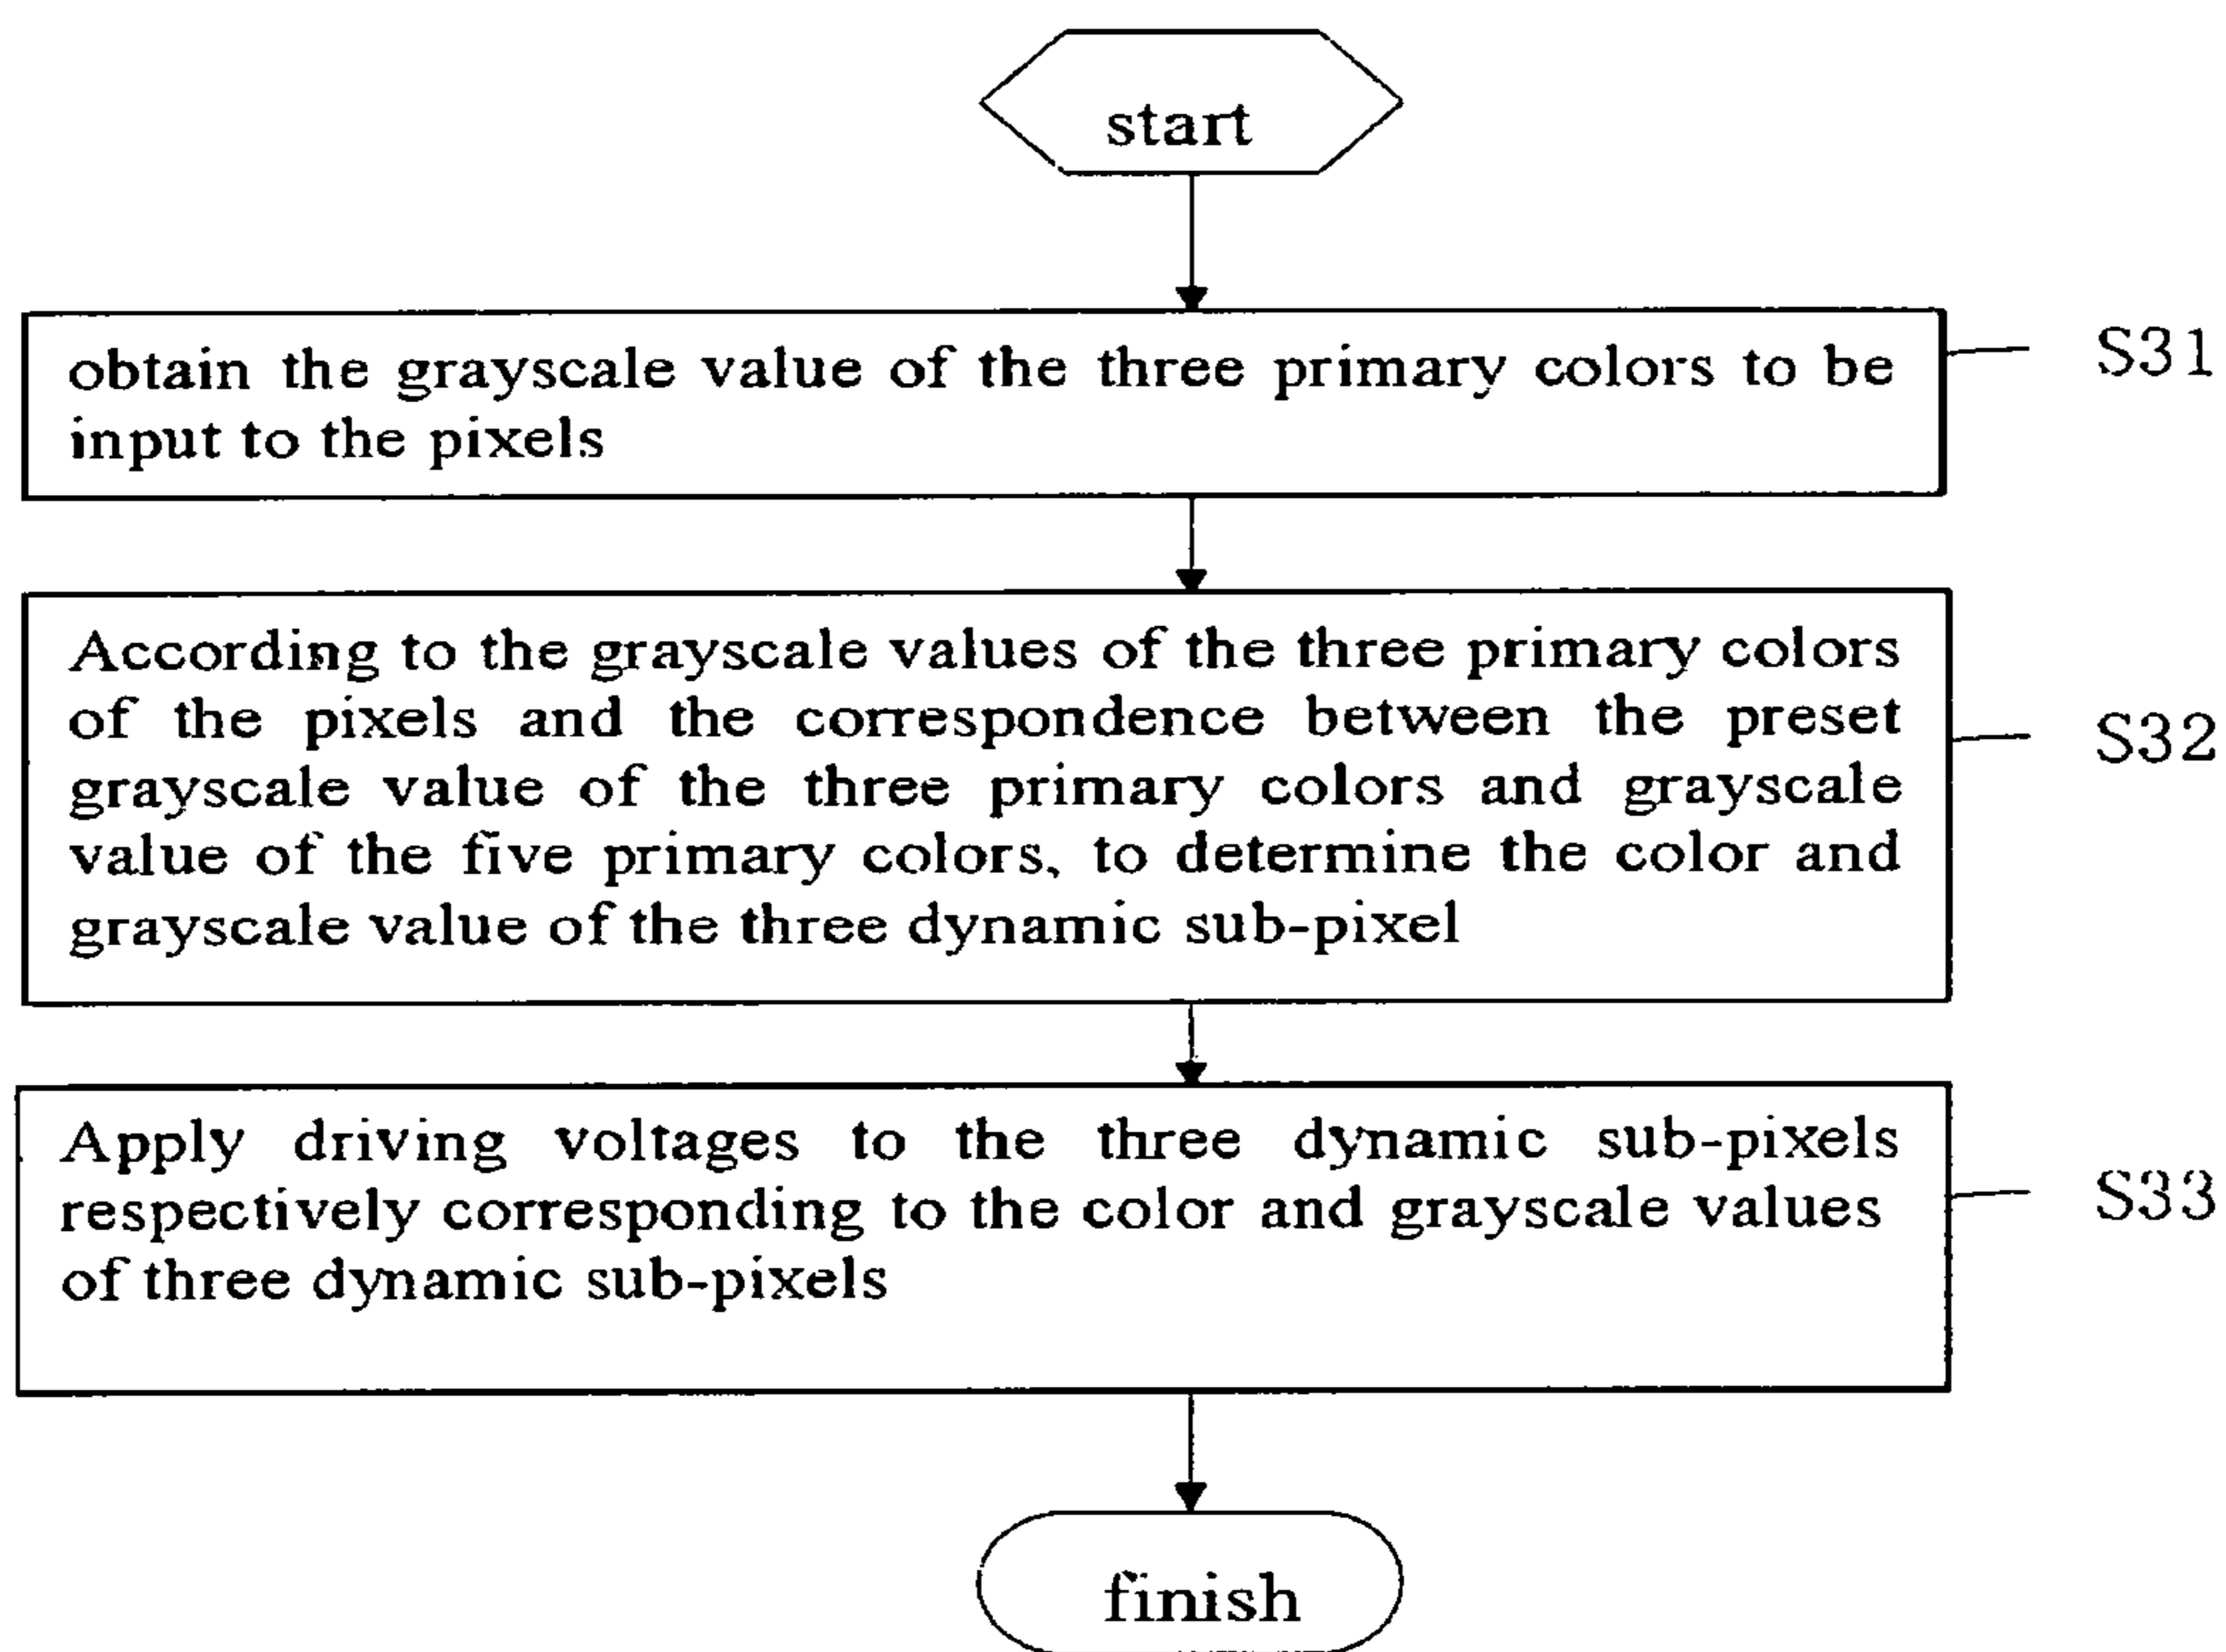 start
obtain the grayscale value of the three primary colors to be
input to the pixels
S31
According to the grayscale values of the three primary colors
of the pixels and the correspondence between the preset
grayscale value of the three primary colors and grayscale
value of the five primary colors, to determine the color and
grayscale value of the three dynamic sub-pixel
S32
Apply driving voltages to the three dynamic sub-pixels
respectively corresponding to the color and grayscale values
of three dynamic sub-pixels
S33
finish